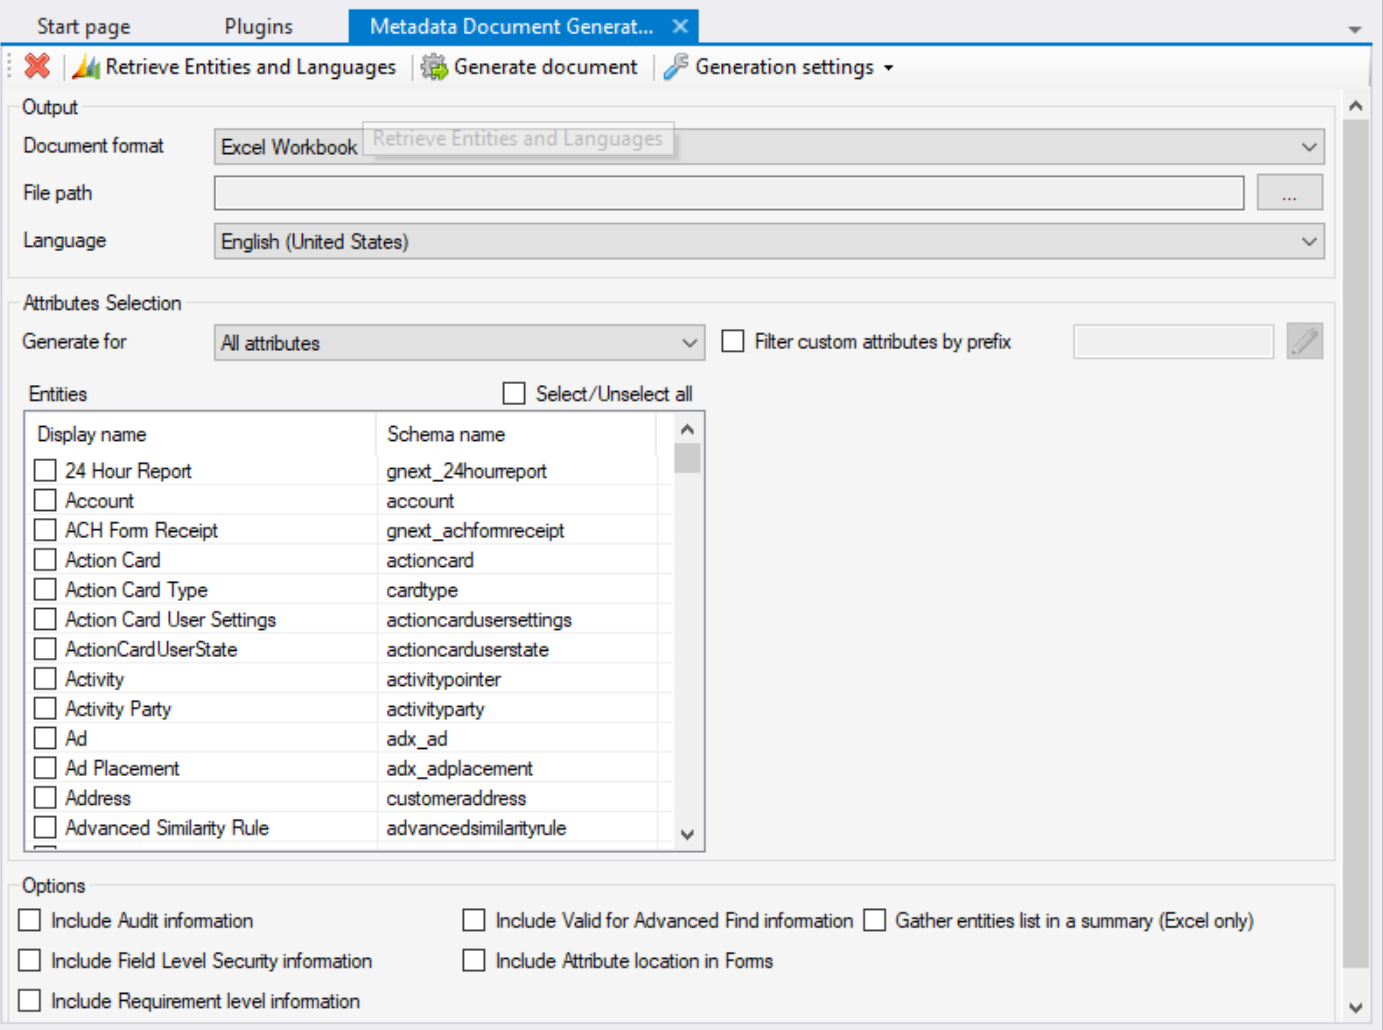 Start page Plugins Metadata Document Generat...
Retrieve Entities and Languages Generate document Generation settings
Output
Document format Excel Workbook Retrieve Entities and Languages
File path ...
Language English (United States)
Attributes Selection
Generate for All attributes Filter custom attributes by prefix
Entities Select/Unselect all
Display name Schema name
24 Hour Report gnext_24hourreport
Account account
ACH Form Receipt gnext_achformreceipt
Action Card actioncard
Action Card Type cardtype
Action Card User Settings actioncardusersettings
ActionCardUserState actioncarduserstate
Activity activitypointer
Activity Party activityparty
Ad adx_ad
Ad Placement adx_adplacement
Address customeraddress
Advanced Similarity Rule advancedsimilarityrule
Options
Include Audit information Include Valid for Advanced Find information Gather entities list in a summary (Excel only)
Include Field Level Security information Include Attribute location in Forms
Include Requirement level information